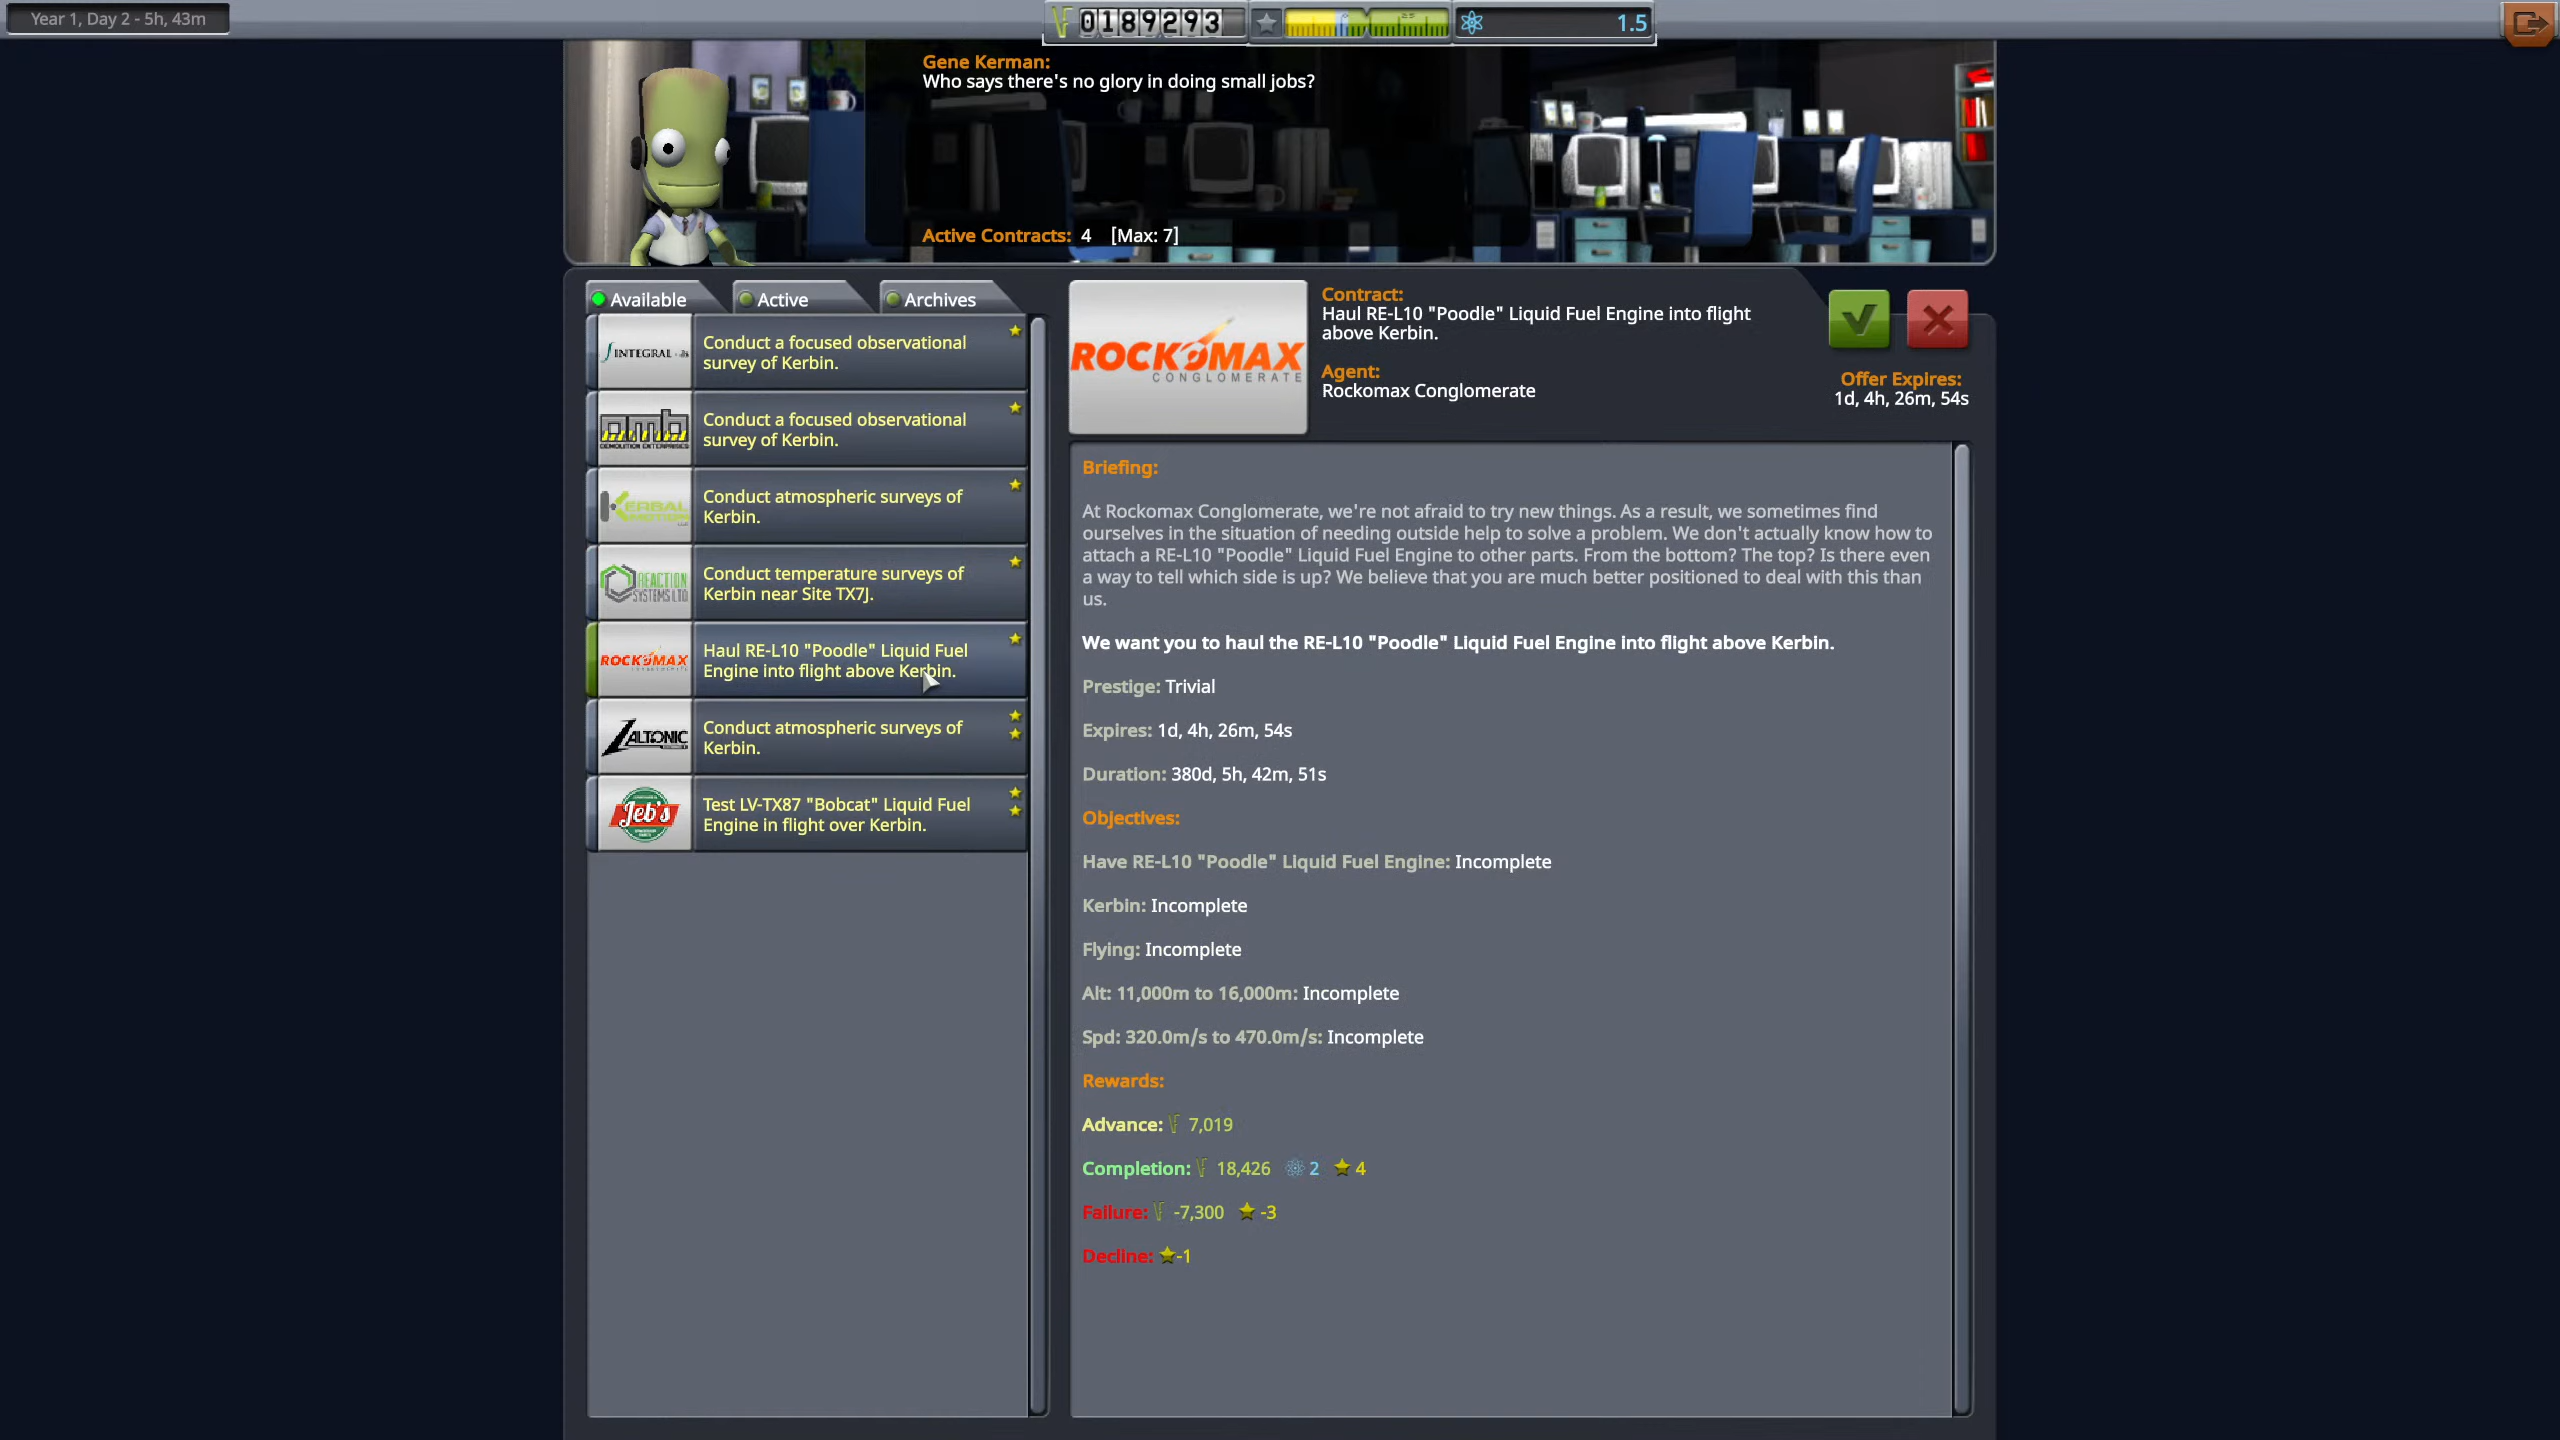 Year 1, Day 2 - 5h, 43m
0189293
1.5
Gene Kerman:
Who says there's no glory in doing small jobs?
Active Contracts: 4 [Max: 7]
Available
Active
Archives
INTEGRAL
Conduct a focused observational
survey of Kerbin.
DEMOLITION ENTERPRISES
Conduct a focused observational
survey of Kerbin.
KERBAL
Conduct atmospheric surveys of
Kerbin.
REACTION
SYSTEMS LTD
Conduct temperature surveys of
Kerbin near Site TX7J.
ROCKOMAX
Haul RE-L10 "Poodle" Liquid Fuel
Engine into flight above Kerbin.
ZALTONIC
Conduct atmospheric surveys of
Kerbin.
Jeb's
Test LV-TX87 "Bobcat" Liquid Fuel
Engine in flight over Kerbin.
ROCKOMAX
CONGLOMERATE
Contract:
Haul RE-L10 "Poodle" Liquid Fuel Engine into flight
above Kerbin.
Agent:
Rockomax Conglomerate
Offer Expires:
1d, 4h, 26m, 54s
Briefing:
At Rockomax Conglomerate, we're not afraid to try new things. As a result, we sometimes find
ourselves in the situation of needing outside help to solve a problem. We don't actually know how to
attach a RE-L10 "Poodle" Liquid Fuel Engine to other parts. From the bottom? The top? Is there even
a way to tell which side is up? We believe that you are much better positioned to deal with this than
us.
We want you to haul the RE-L10 "Poodle" Liquid Fuel Engine into flight above Kerbin.
Prestige: Trivial
Expires: 1d, 4h, 26m, 54s
Duration: 380d, 5h, 42m, 51s
Objectives:
Have RE-L10 "Poodle" Liquid Fuel Engine: Incomplete
Kerbin: Incomplete
Flying: Incomplete
Alt: 11,000m to 16,000m: Incomplete
Spd: 320.0m/s to 470.0m/s: Incomplete
Rewards:
Advance: 7,019
Completion: 18,426 2 4
Failure: -7,300 -3
Decline: -1